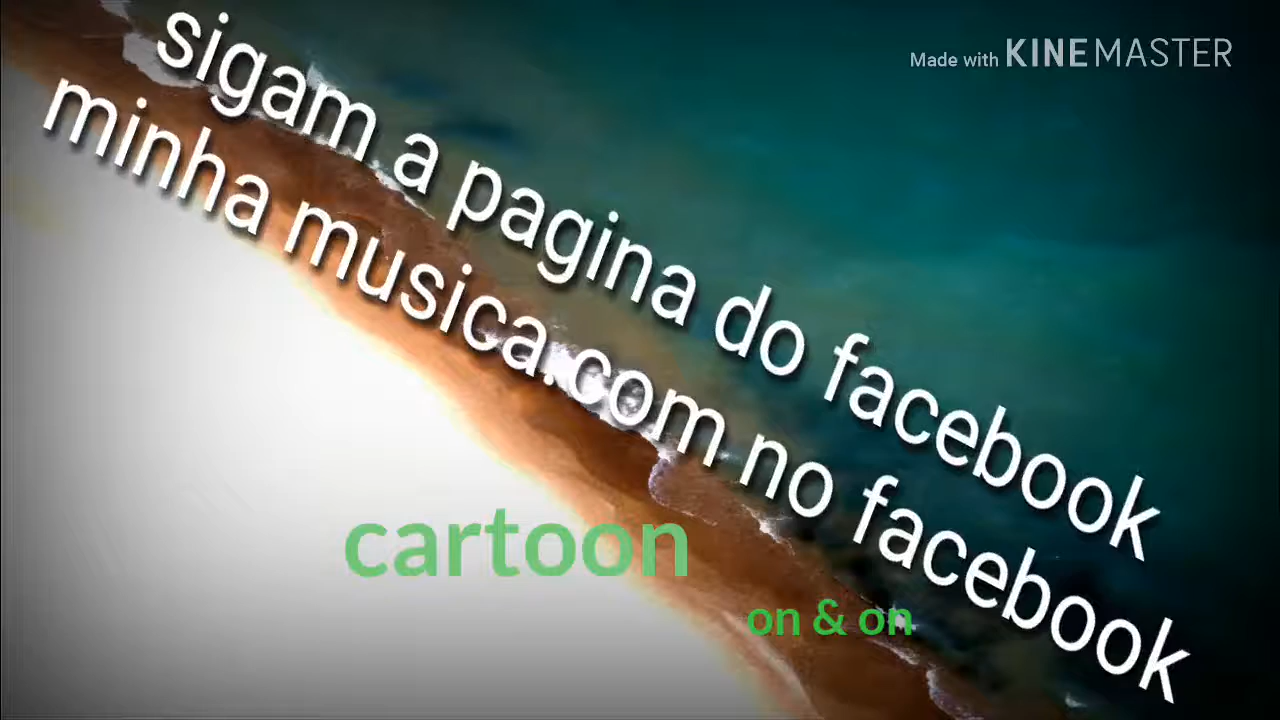 Made with KINEMASTER
sigam a pagina do facebook
minha musica.com no facebook
cartoon
on & on